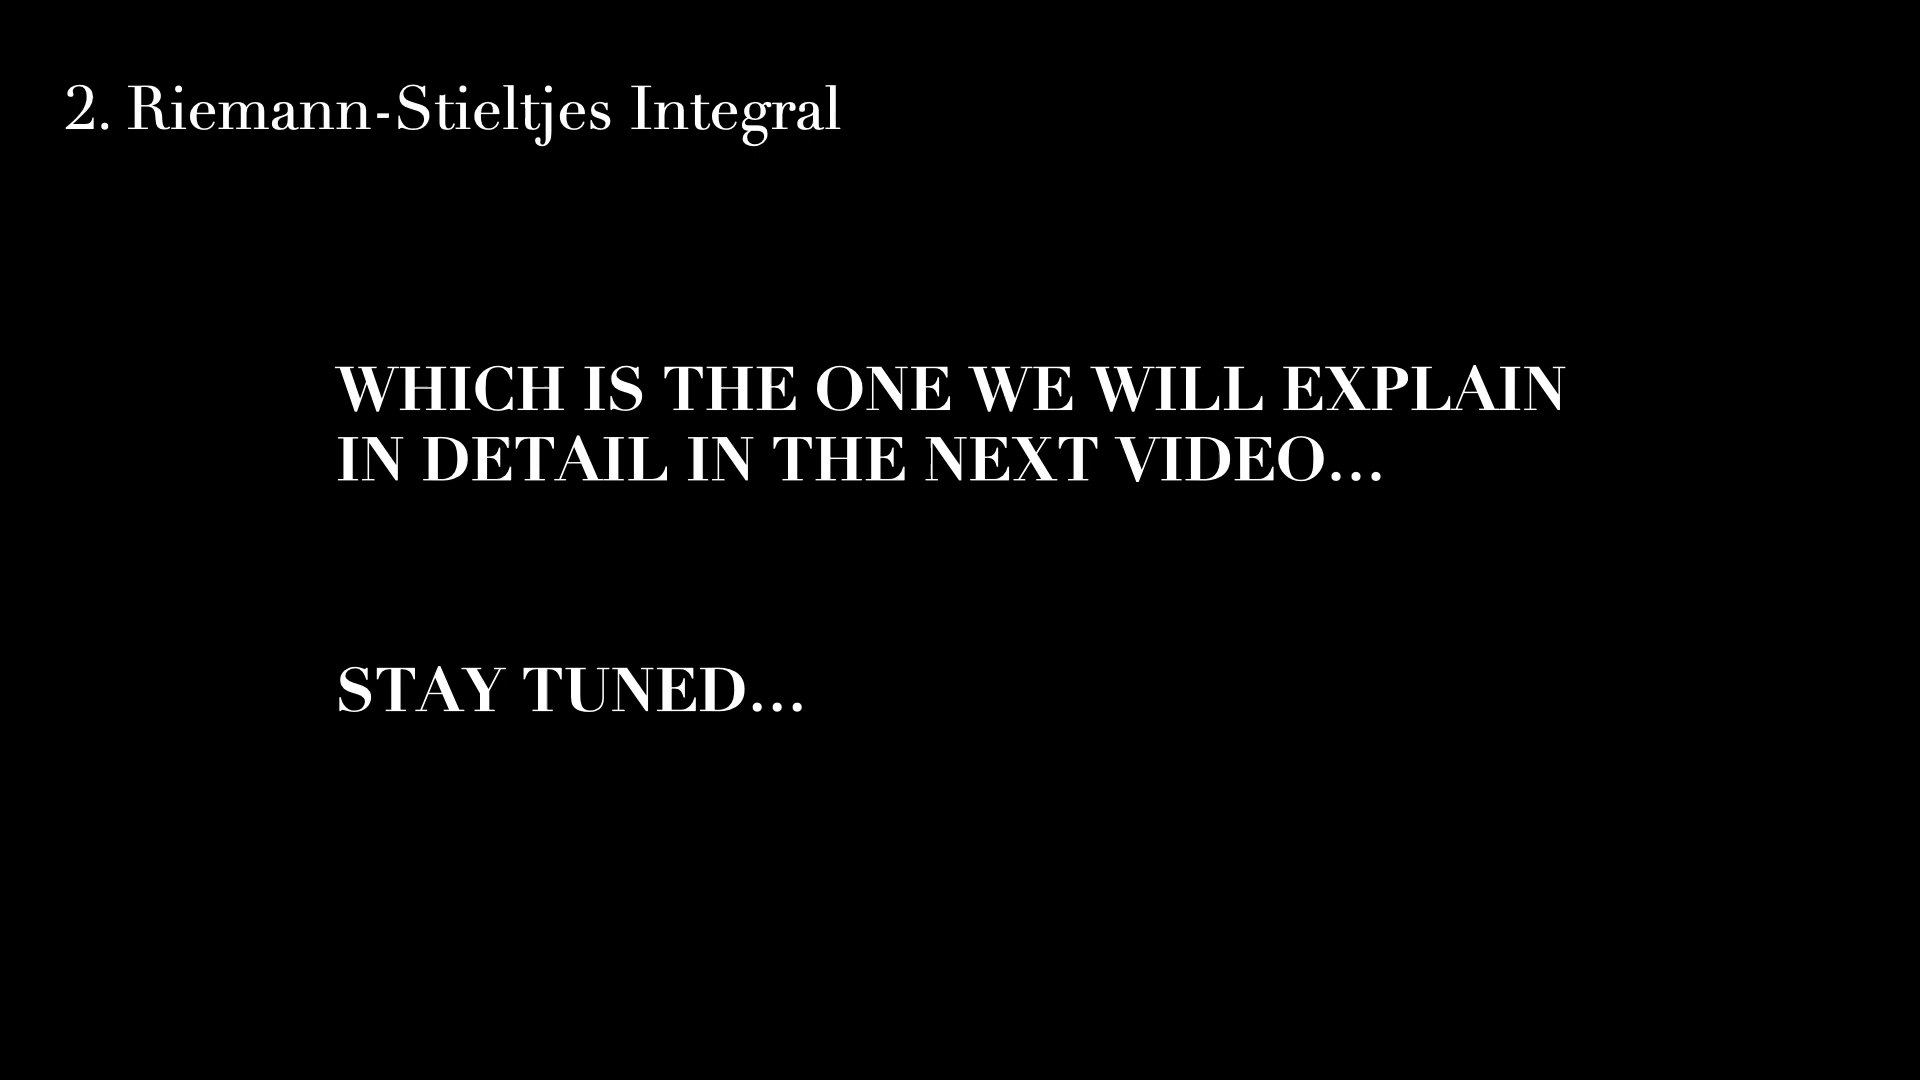 2. Riemann-Stieltjes Integral
WHICH IS THE ONE WE WILL EXPLAIN
IN DETAIL IN THE NEXT VIDEO...
STAY TUNED...